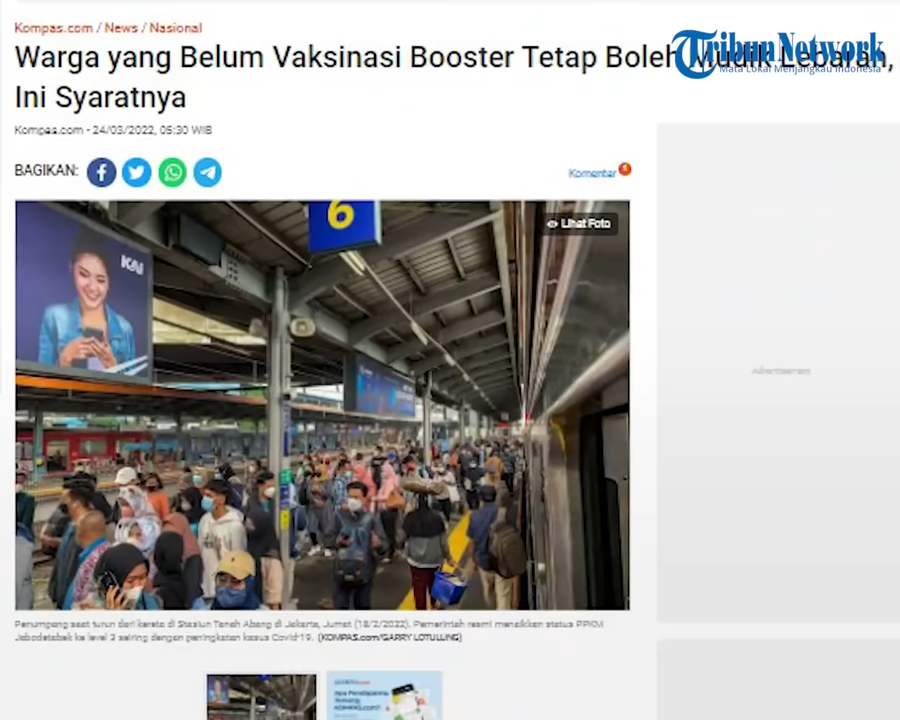 Kompas.com / News / Nasional
Tribun Network
Mata Lokal Menjangkau Indonesia
Warga yang Belum Vaksinasi Booster Tetap Boleh Mudik Lebaran,
Ini Syaratnya
Kompas.com - 24/03/2022, 05:30 WIB
BAGIKAN:
Komentar
6
Lihat Foto
KAI
Advertisement
Penumpang saat turun dari kereta di Stasiun Tanah Abang di Jakarta, Jumat (18/2/2022). Pemerintah resmi menaikkan status PPKM
Jabodetabek ke level 3 seiring dengan peningkatan kasus Covid-19. (KOMPAS.com/GARRY LOTULUNG)